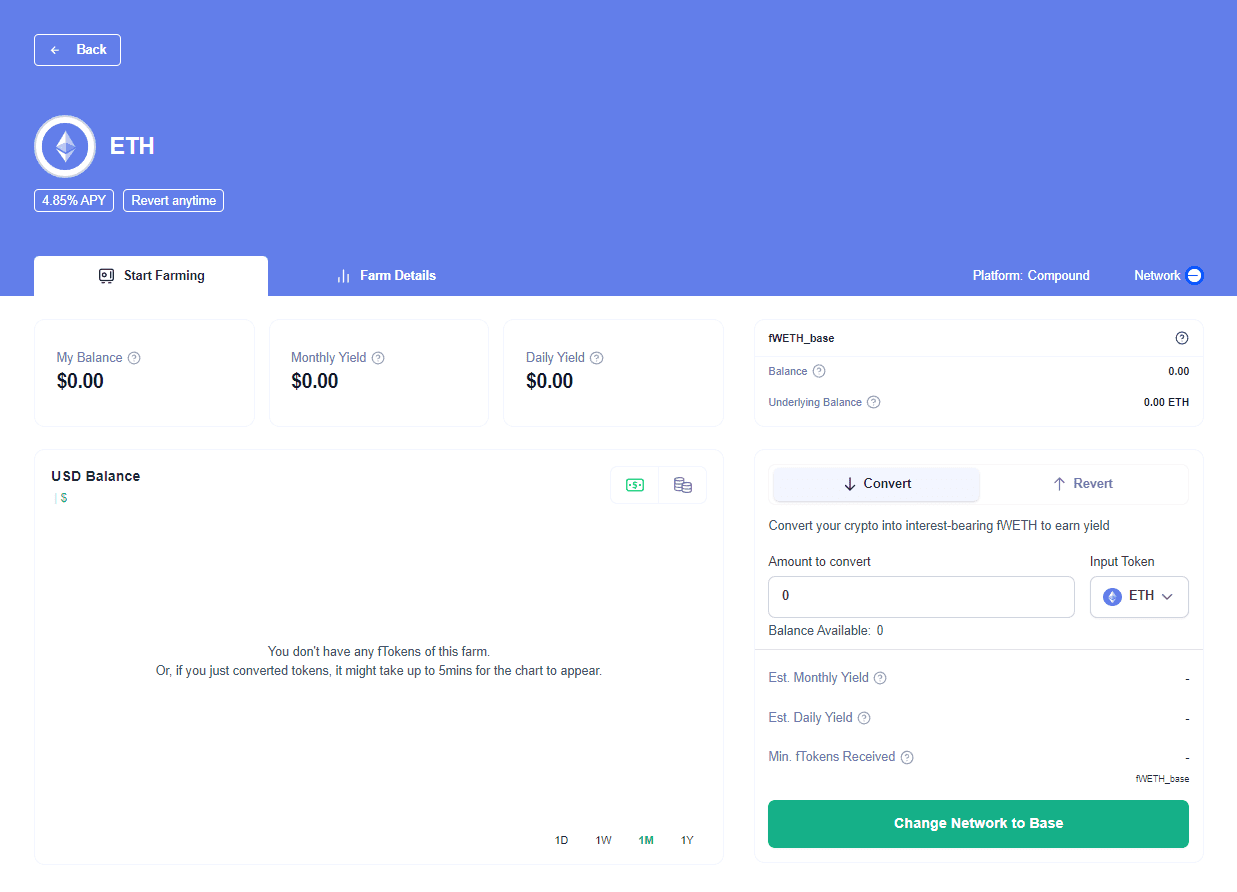 Back
ETH
4.85% APY
Revert anytime
Start Farming
Farm Details
Platform: Compound
Network
My Balance
$0.00
Monthly Yield
$0.00
Daily Yield
$0.00
fWETH_base
Balance
0.00
Underlying Balance
0.00 ETH
USD Balance
| $
You don't have any fTokens of this farm.
Or, if you just converted tokens, it might take up to 5mins for the chart to appear.
1D 1W 1M 1Y
Convert
Revert
Convert your crypto into interest-bearing fWETH to earn yield
Amount to convert
Input Token
0
ETH
Balance Available: 0
Est. Monthly Yield
-
Est. Daily Yield
-
Min. fTokens Received
-
fWETH_base
Change Network to Base